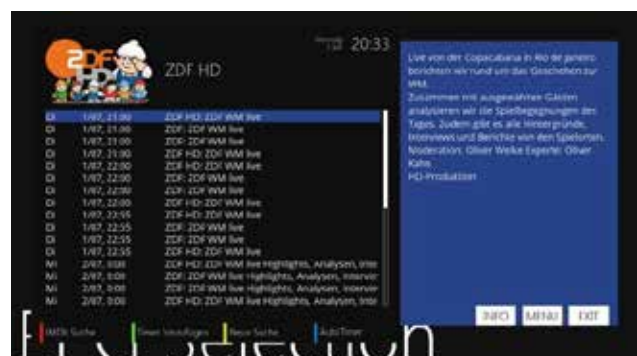 ZDF HD
20:33
Di 1/07, 21:00 ZDF HD: ZDF WM live
Di 1/07, 21:00 ZDF: ZDF WM live
Di 1/07, 21:00 ZDF: ZDF WM live
Di 1/07, 21:00 ZDF HD: ZDF WM live
Di 1/07, 22:00 ZDF HD: ZDF WM live
Di 1/07, 22:00 ZDF: ZDF WM live
Di 1/07, 22:00 ZDF: ZDF WM live
Di 1/07, 22:00 ZDF HD: ZDF WM live
Di 1/07, 22:55 ZDF HD: ZDF WM live
Di 1/07, 22:55 ZDF: ZDF WM live
Di 1/07, 22:55 ZDF: ZDF WM live
Di 1/07, 22:55 ZDF HD: ZDF WM live
Mi 2/07, 0:00 ZDF HD: ZDF WM live Highlights, Analysen, Inte
Mi 2/07, 0:00 ZDF: ZDF WM live Highlights, Analysen, Interview
Mi 2/07, 0:00 ZDF: ZDF WM live Highlights, Analysen, Interview
Mi 2/07, 0:00 ZDF HD: ZDF WM live Highlights, Analysen, Inte
Live von der Copacabana in Rio de Janeiro
berichten wir rund um das Geschehen zur
WM.
Zusammen mit ausgewählten Gästen
analysieren wir die Spielbegegnungen des
Tages. Zudem gibt es alle Hintergründe,
Interviews und Berichte von den Spielorten.
Moderation: Oliver Welke Experte: Oliver
Kahn
HD-Produktion
INFO MENU EXIT
IMDb Suche Timer hinzufügen Neue Suche AutoTimer
EPG Selection